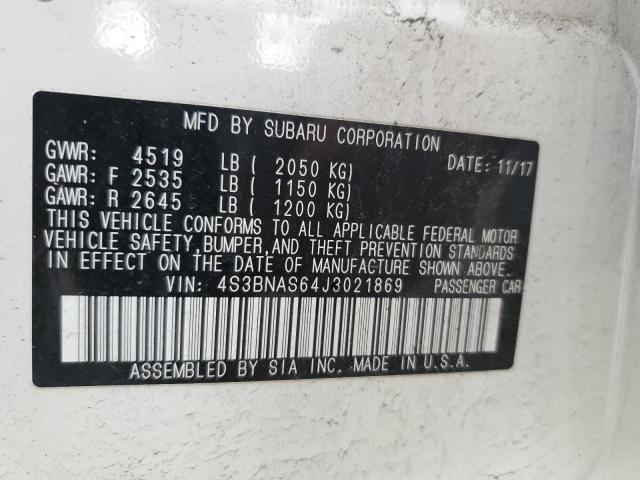 MFD BY SUBARU CORPORATION
GVWR: 4519 LB ( 2050 KG) DATE: 11/17
GAWR: F 2535 LB ( 1150 KG)
GAWR: R 2645 LB ( 1200 KG)
THIS VEHICLE CONFORMS TO ALL APPLICABLE FEDERAL MOTOR
VEHICLE SAFETY, BUMPER, AND THEFT PREVENTION STANDARDS
IN EFFECT ON THE DATE OF MANUFACTURE SHOWN ABOVE.
VIN: 4S3BNAS64J3021869 PASSENGER CAR
ASSEMBLED BY SIA INC. MADE IN U.S.A.